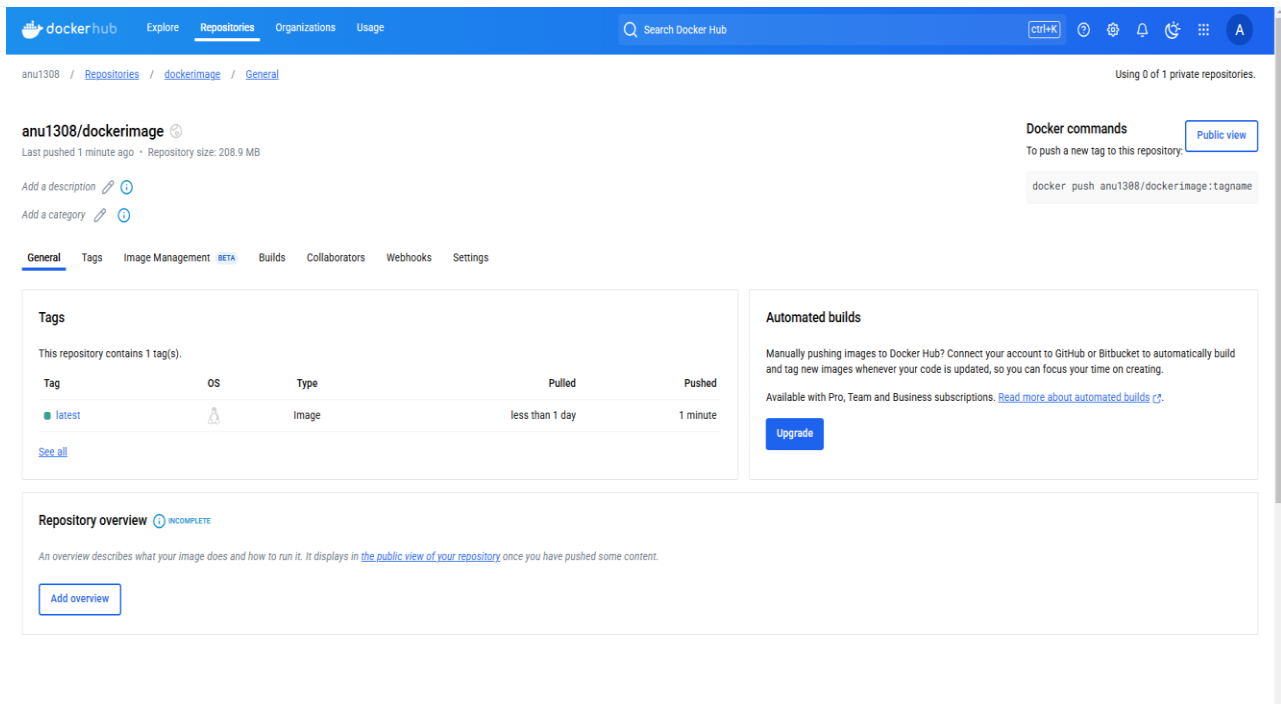 dockerhub Explore Repositories Organizations Usage Search Docker Hub ctrl+K A
anu1308 / Repositories / dockerimage / General Using 0 of 1 private repositories.
anu1308/dockerimage
Last pushed 1 minute ago • Repository size: 208.9 MB
Add a description
Add a category
Docker commands
Public view
To push a new tag to this repository:
docker push anu1308/dockerimage:tagname
General Tags Image Management BETA Builds Collaborators Webhooks Settings
Tags
This repository contains 1 tag(s).
Tag OS Type Pulled Pushed
latest Image less than 1 day 1 minute
See all
Automated builds
Manually pushing images to Docker Hub? Connect your account to GitHub or Bitbucket to automatically build
and tag new images whenever your code is updated, so you can focus your time on creating.
Available with Pro, Team and Business subscriptions. Read more about automated builds.
Upgrade
Repository overview INCOMPLETE
An overview describes what your image does and how to run it. It displays in the public view of your repository once you have pushed some content.
Add overview